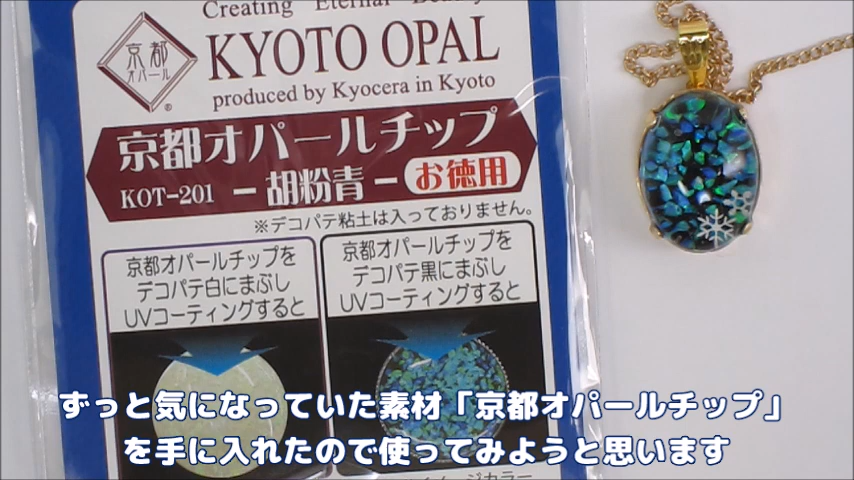 Creating Eternal Beauty
京都
オパール
®
KYOTO OPAL
produced by Kyocera in Kyoto
京都オパールチップ
KOT-201 －胡粉青－ お徳用
※デコパテ粘土は入っておりません。
京都オパールチップを
デコパテ白にまぶし
UVコーティングすると
京都オパールチップを
デコパテ黒にまぶし
UVコーティングすると
ずっと気になっていた素材「京都オパールチップ」
を手に入れたので使ってみようと思います